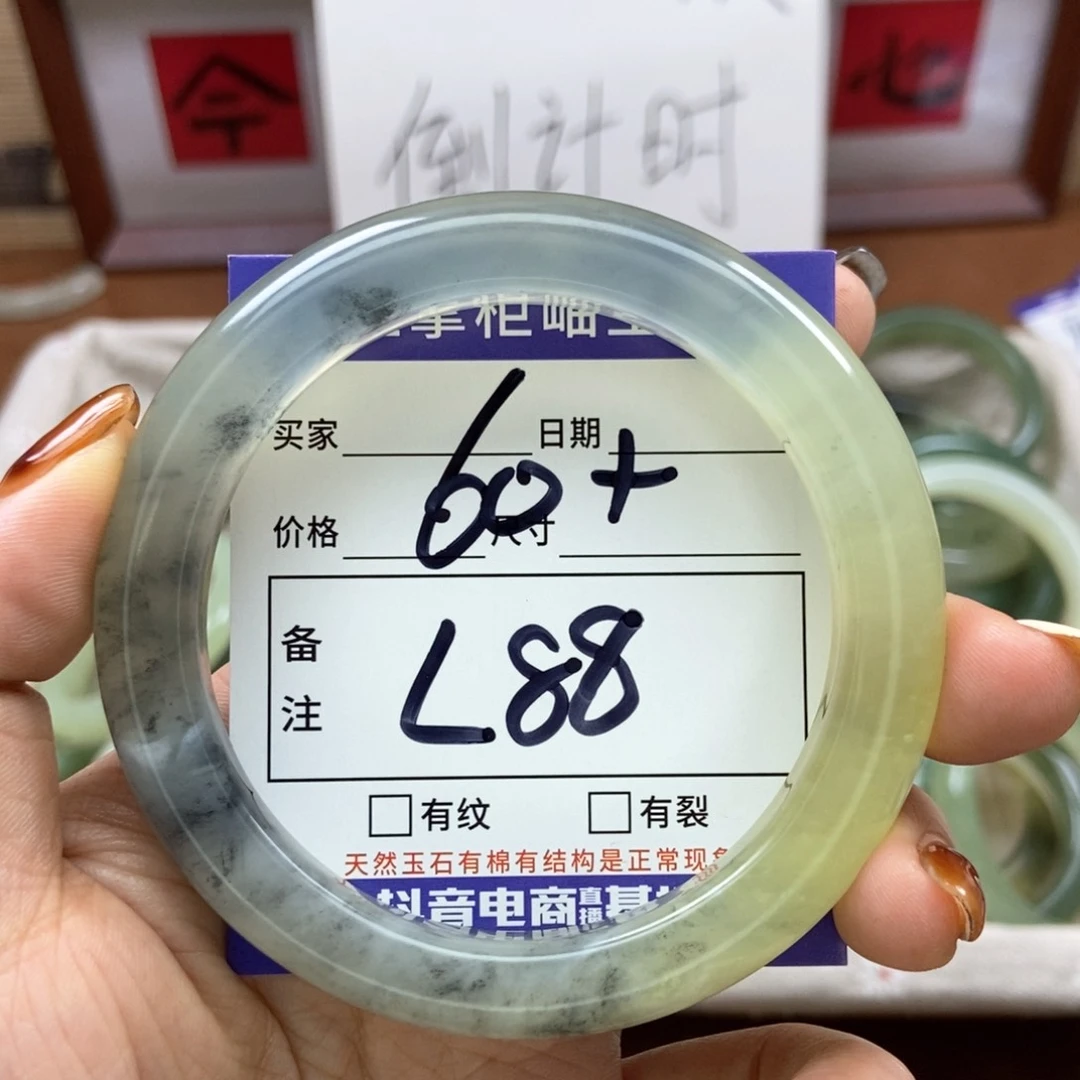 今
心
倒计时
掌柜岫玉
买家 日期
60+
价格 尺寸
备注
L88
有纹 有裂
天然玉石有棉有结构是正常现象
抖音电商直播基